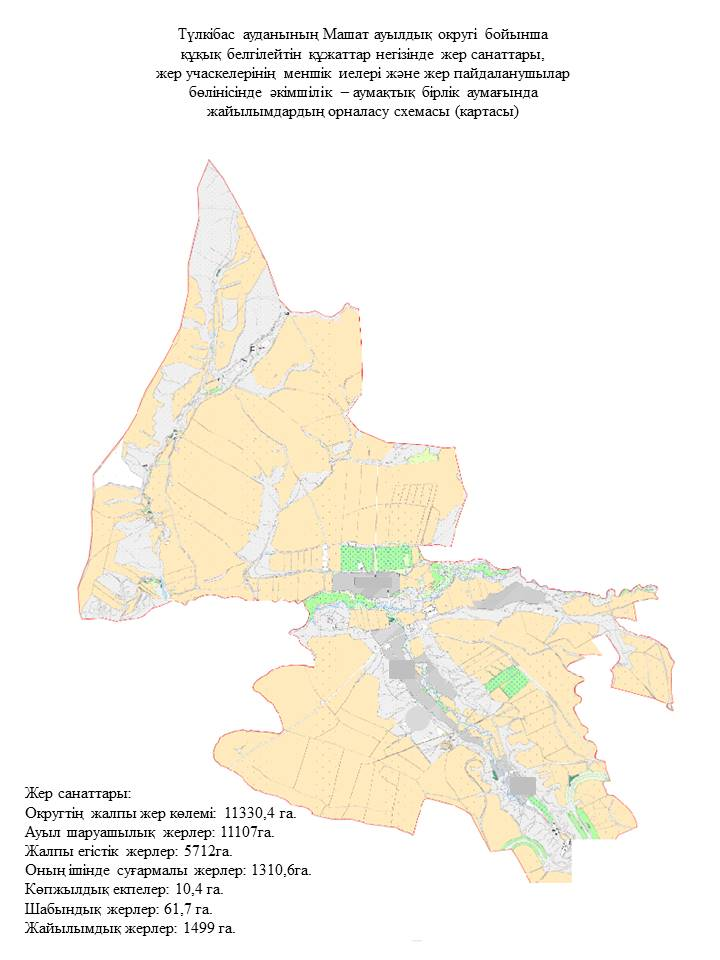 Түлкібас ауданының Машат ауылдық округі бойынша
құқық белгілейтін құжаттар негізінде жер санаттары,
жер учаскелерінің меншік иелері және жер пайдаланушылар
бөлінісінде әкімшілік – аумақтық бірлік аумағында
жайылымдардың орналасу схемасы (картасы)
Жер санаттары:
Округтің жалпы жер көлемі: 11330,4 га.
Ауыл шаруашылық жерлер: 11107га.
Жалпы егістік жерлер: 5712га.
Оның ішінде суғармалы жерлер: 1310,6га.
Көпжылдық екпелер: 10,4 га.
Шабындық жерлер: 61,7 га.
Жайылымдық жерлер: 1499 га.